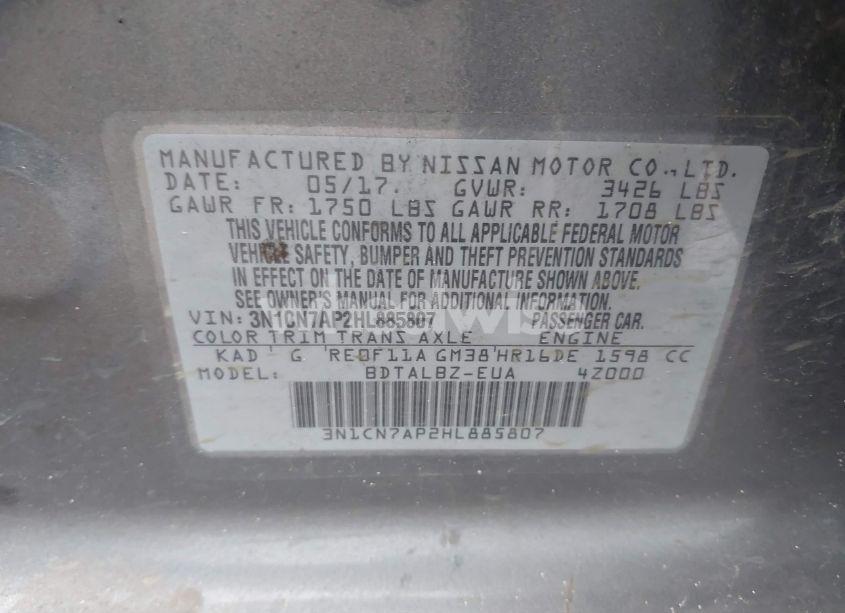 MANUFACTURED BY NISSAN MOTOR CO., LTD.
DATE: 05/17. GVWR: 3426 LBS
GAWR FR: 1750 LBS GAWR RR: 1708 LBS
THIS VEHICLE CONFORMS TO ALL APPLICABLE FEDERAL MOTOR
VEHICLE SAFETY, BUMPER AND THEFT PREVENTION STANDARDS
IN EFFECT ON THE DATE OF MANUFACTURE SHOWN ABOVE.
SEE OWNER'S MANUAL FOR ADDITIONAL INFORMATION.
VIN: 3N1CN7AP2HL885807 PASSENGER CAR.
COLOR TRIM TRANS AXLE ENGINE
KAD G RE0F11A GM38 HR16DE 1598 CC
MODEL: BDTALBZ-EUA 4Z000
3N1CN7AP2HL885807